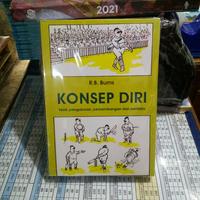 2021
R.B. Burns
KONSEP DIRI
teori, pengukuran, perkembangan dan perilaku